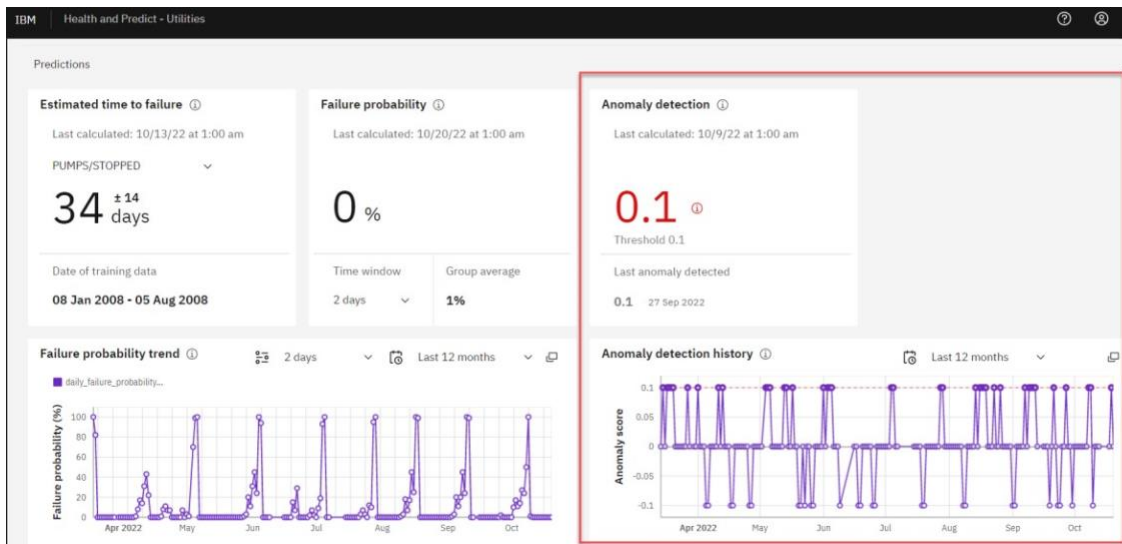 IBM Health and Predict - Utilities
Predictions
Estimated time to failure
Last calculated: 10/13/22 at 1:00 am
PUMPS/STOPPED
34 ± 14 days
Date of training data
08 Jan 2008 - 05 Aug 2008
Failure probability
Last calculated: 10/20/22 at 1:00 am
0 %
Time window
2 days
Group average
1%
Anomaly detection
Last calculated: 10/9/22 at 1:00 am
0.1
Threshold 0.1
Last anomaly detected
0.1 27 Sep 2022
Failure probability trend
2 days
Last 12 months
daily_failure_probability...
Failure probability (%)
100
80
60
40
20
0
Apr 2022 May Jun Jul Aug Sep Oct
Anomaly detection history
Last 12 months
Anomaly score
0.1
0.05
0
-0.05
-0.1
Apr 2022 May Jun Jul Aug Sep Oct